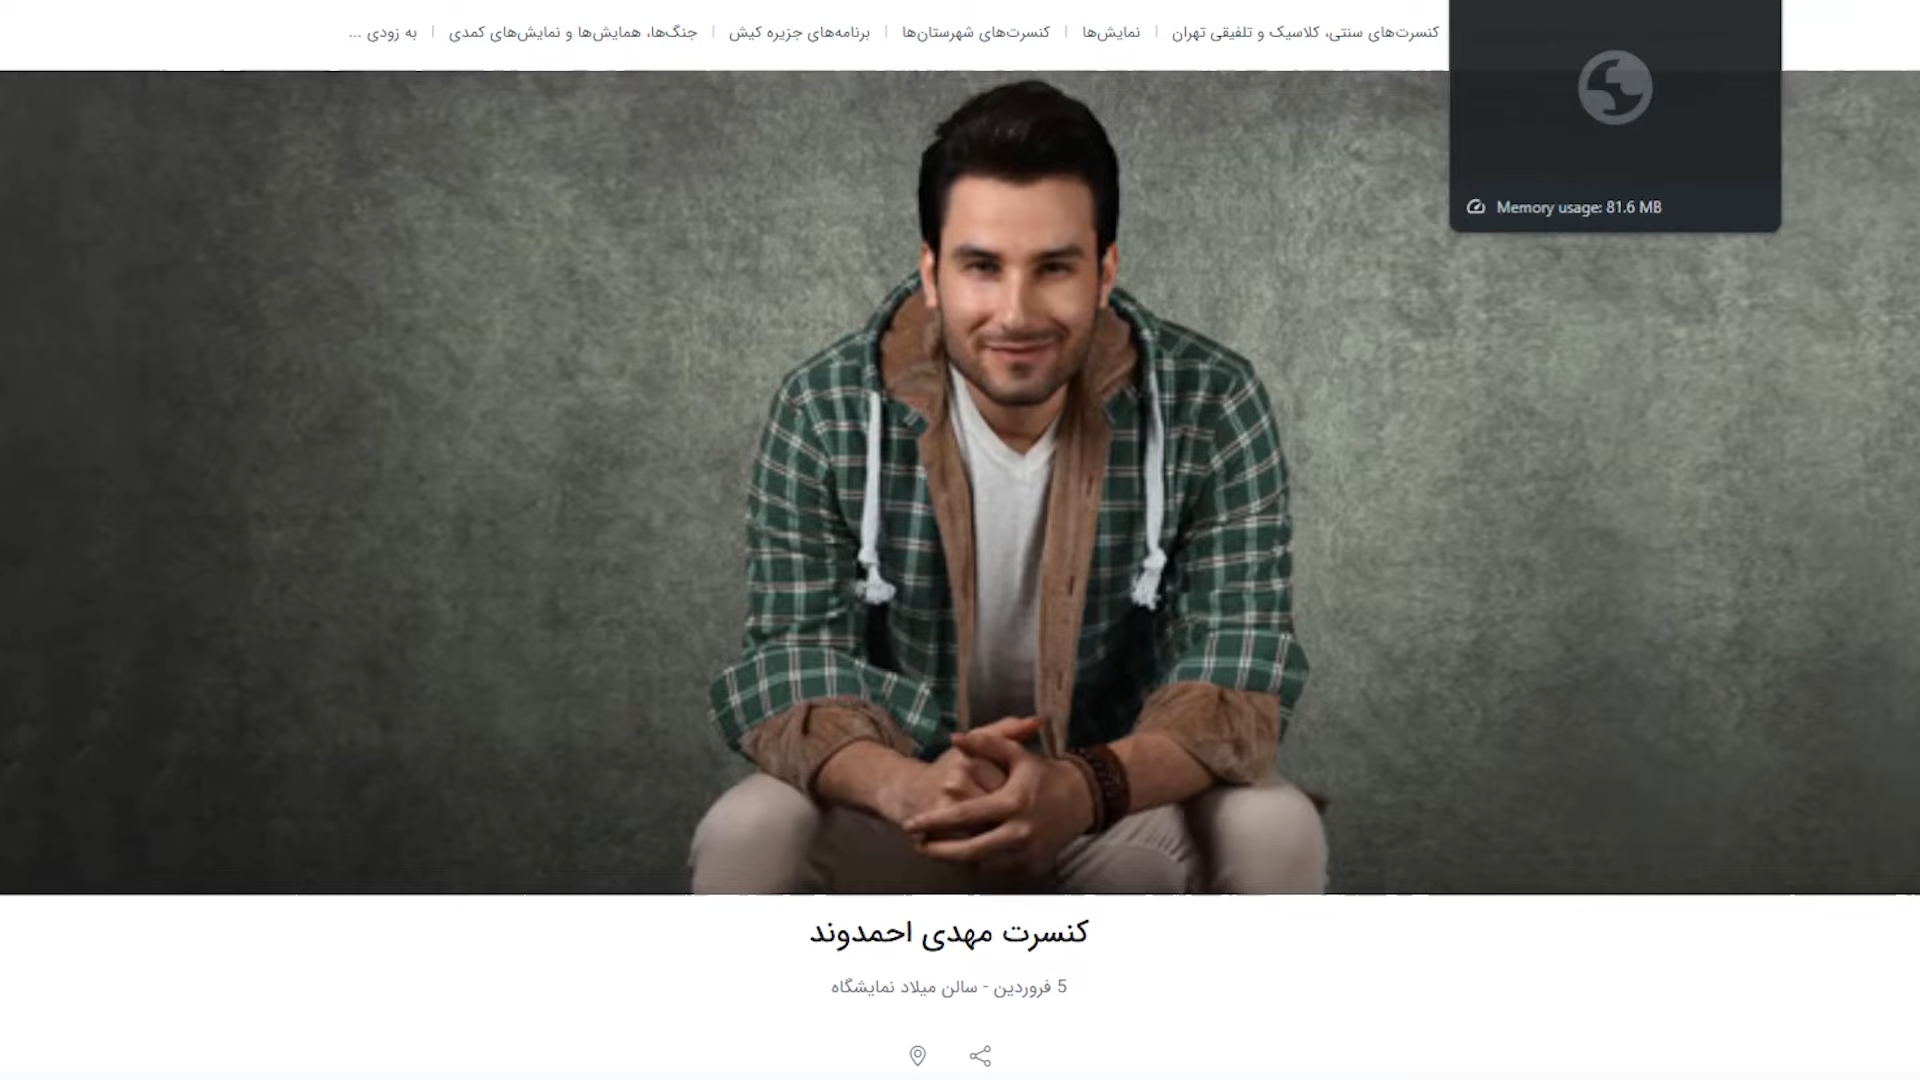 کنسرت‌های سنتی، کلاسیک و تلفیقی تهران | نمایش‌ها | کنسرت‌های شهرستان‌ها | برنامه‌های جزیره کیش | جنگ‌ها، همایش‌ها و نمایش‌های کمدی | به زودی ...
Memory usage: 81.6 MB
کنسرت مهدی احمدوند
5 فروردین - سالن میلاد نمایشگاه